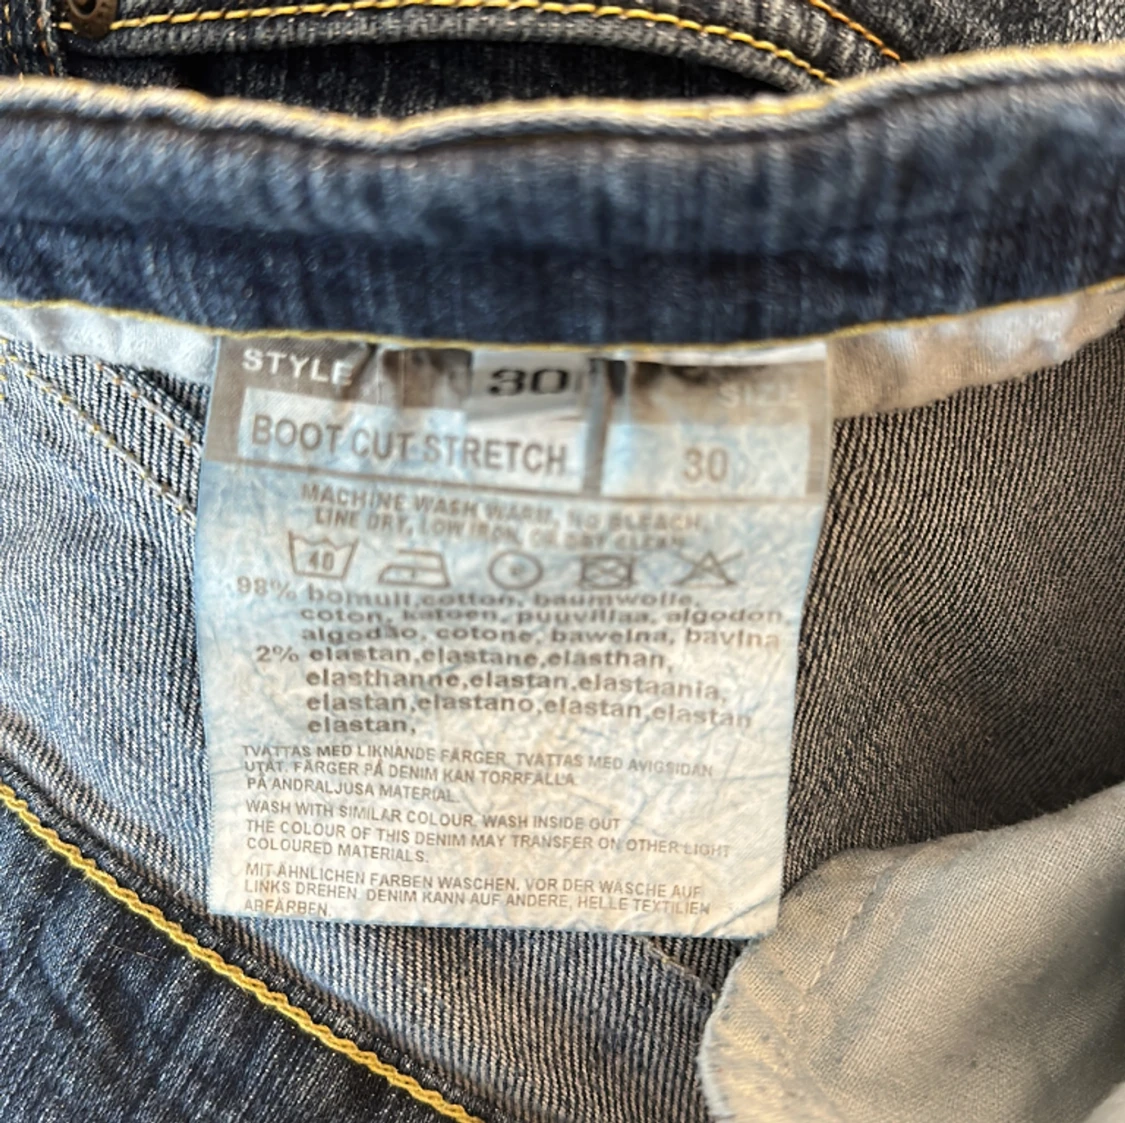 STYLE
30
SIZE
BOOT CUT STRETCH
30
MACHINE WASH WARM, NO BLEACH,
LINE DRY, LOW IRON, OR DRY CLEAN
40
98% bomull,cotton, baumwolle,
coton, katoen, puuvillaa, algodon,
algodão, cotone, bawelna, bavlna
2% elastan,elastane,elasthan,
elasthanne,elastan,elastaania,
elastan,elastano,elastan,elastan
elastan,
TVÄTTAS MED LIKNANDE FÄRGER. TVÄTTAS MED AVIGSIDAN
UTÅT. FÄRGER PÅ DENIM KAN TORRFÄLLA
PÅ ANDRALJUSA MATERIAL.
WASH WITH SIMILAR COLOUR. WASH INSIDE OUT
THE COLOUR OF THIS DENIM MAY TRANSFER ON OTHER LIGHT
COLOURED MATERIALS.
MIT ÄHNLICHEN FARBEN WASCHEN. VOR DER WÄSCHE AUF
LINKS DREHEN. DENIM KANN AUF ANDERE, HELLE TEXTILIEN
ABFÄRBEN.